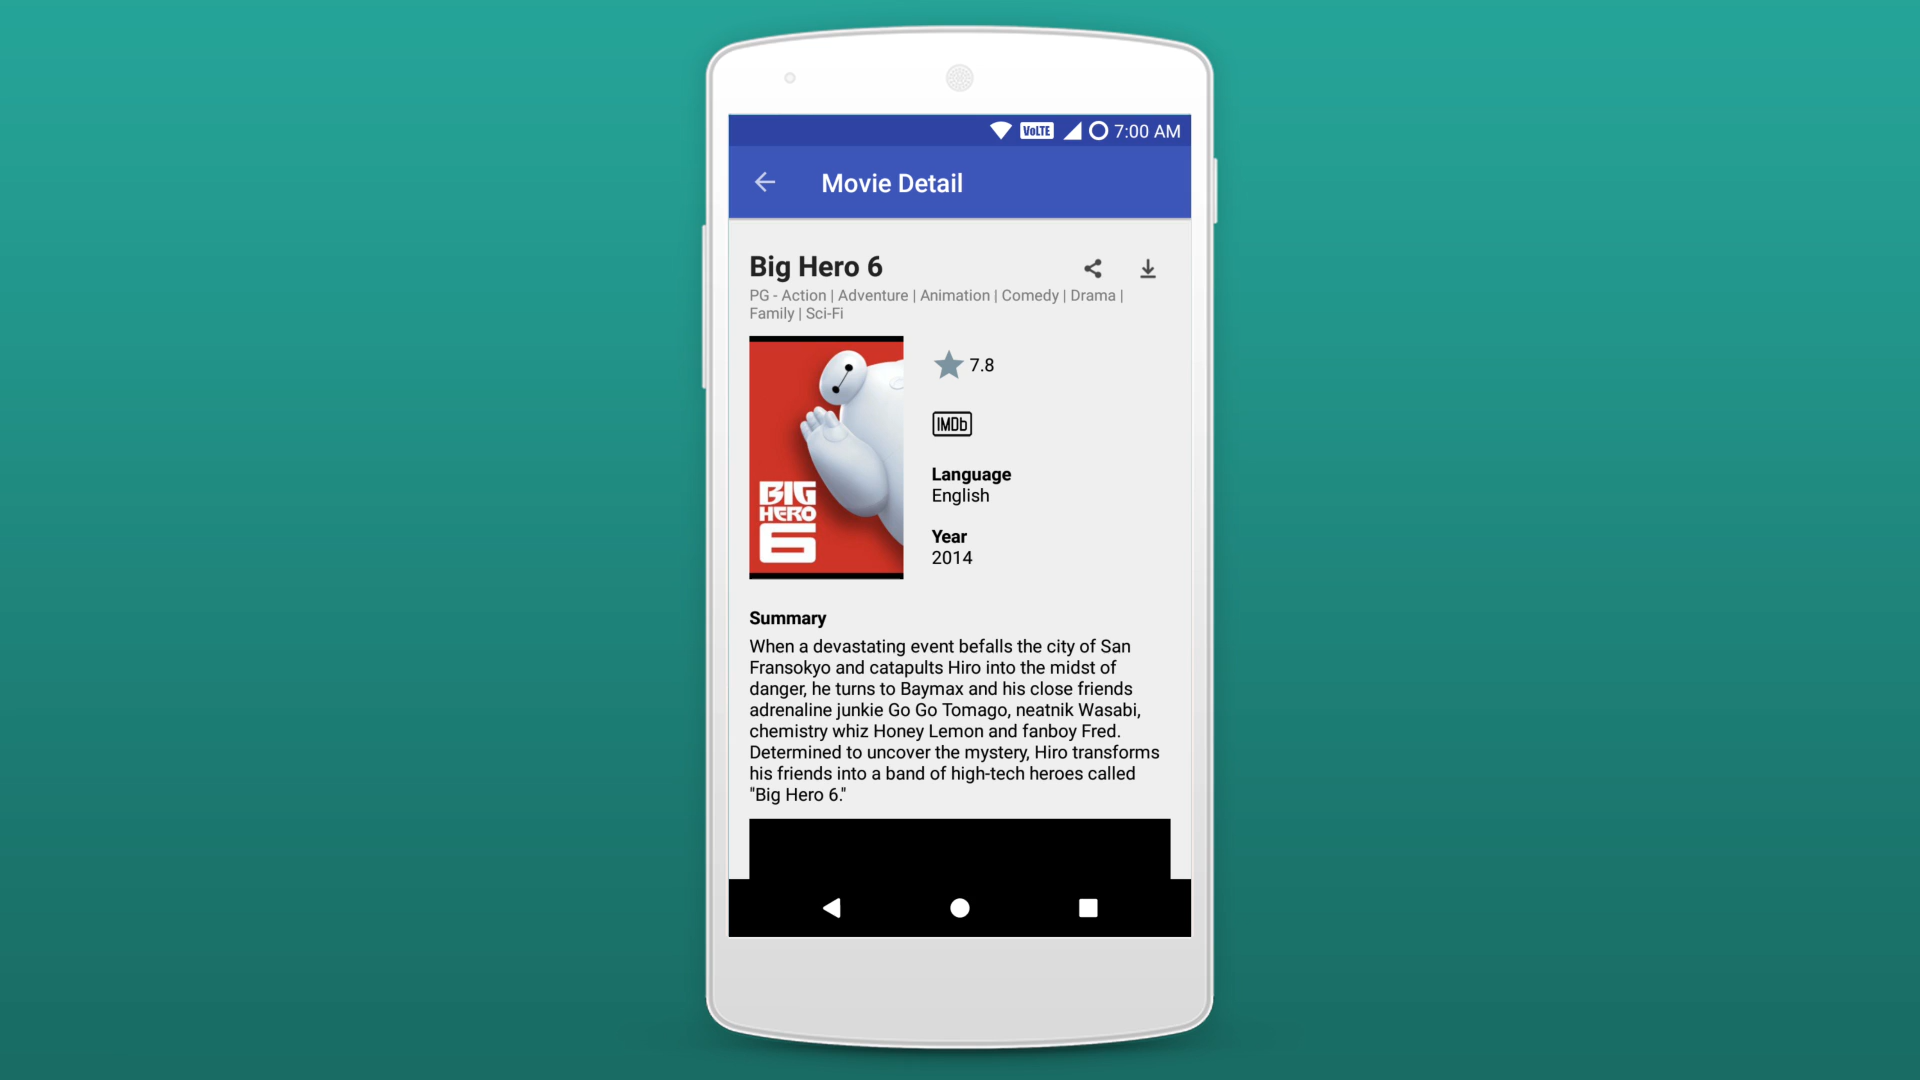 VoLTE 7:00 AM
Movie Detail
Big Hero 6
PG - Action | Adventure | Animation | Comedy | Drama |
Family | Sci-Fi
BIG
HERO
6
7.8
IMDb
Language
English
Year
2014
Summary
When a devastating event befalls the city of San
Fransokyo and catapults Hiro into the midst of
danger, he turns to Baymax and his close friends
adrenaline junkie Go Go Tomago, neatnik Wasabi,
chemistry whiz Honey Lemon and fanboy Fred.
Determined to uncover the mystery, Hiro transforms
his friends into a band of high-tech heroes called
"Big Hero 6."